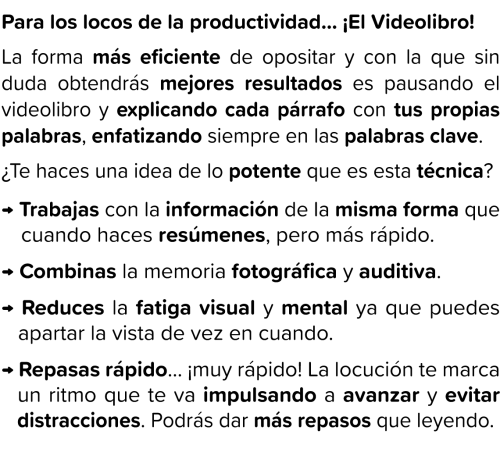 Para los locos de la productividad... ¡El Videolibro!
La forma más eficiente de opositar y con la que sin
duda obtendrás mejores resultados es pausando el
videolibro y explicando cada párrafo con tus propias
palabras, enfatizando siempre en las palabras clave.
¿Te haces una idea de lo potente que es esta técnica?
→ Trabajas con la información de la misma forma que
cuando haces resúmenes, pero más rápido.
→ Combinas la memoria fotográfica y auditiva.
→ Reduces la fatiga visual y mental ya que puedes
apartar la vista de vez en cuando.
→ Repasas rápido... ¡muy rápido! La locución te marca
un ritmo que te va impulsando a avanzar y evitar
distracciones. Podrás dar más repasos que leyendo.